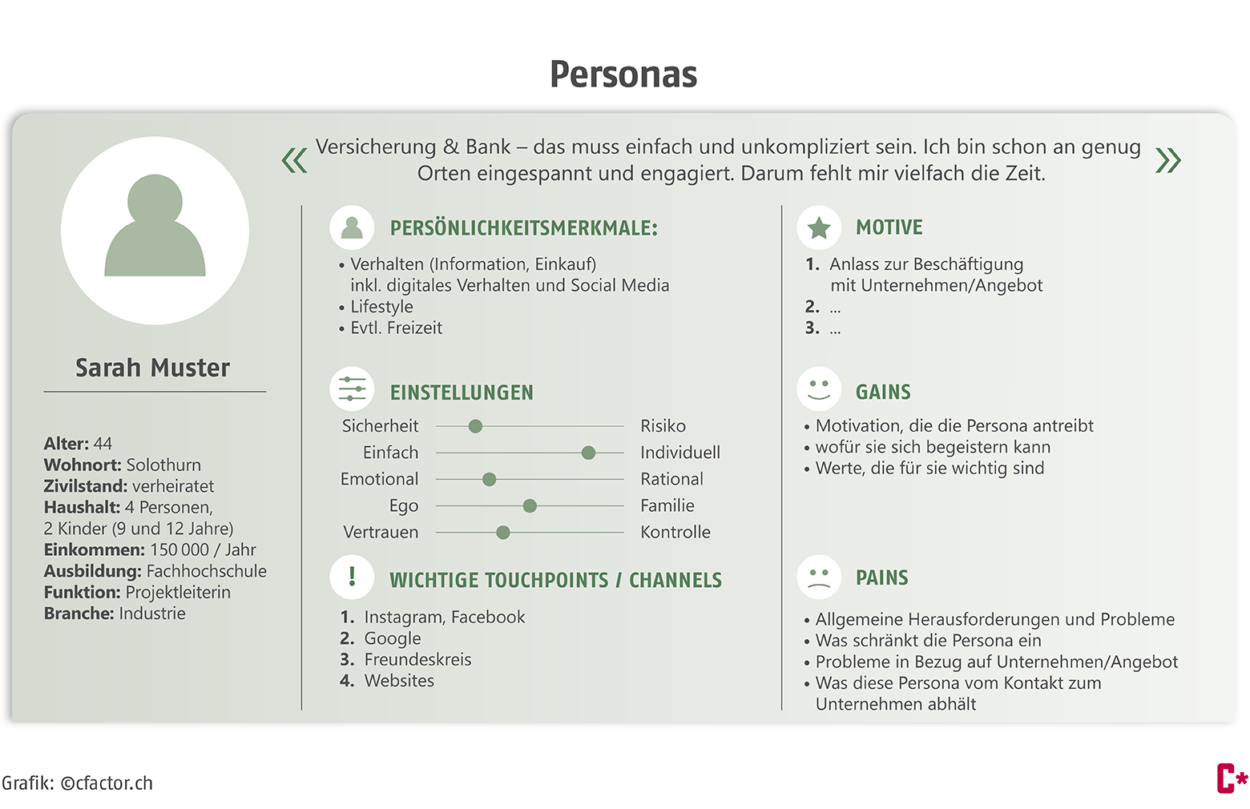 Personas
« Versicherung & Bank – das muss einfach und unkompliziert sein. Ich bin schon an genug
Orten eingespannt und engagiert. Darum fehlt mir vielfach die Zeit. »
Sarah Muster
Alter: 44
Wohnort: Solothurn
Zivilstand: verheiratet
Haushalt: 4 Personen,
2 Kinder (9 und 12 Jahre)
Einkommen: 150 000 / Jahr
Ausbildung: Fachhochschule
Funktion: Projektleiterin
Branche: Industrie
PERSÖNLICHKEITSMERKMALE:
• Verhalten (Information, Einkauf)
inkl. digitales Verhalten und Social Media
• Lifestyle
• Evtl. Freizeit
EINSTELLUNGEN
Sicherheit Risiko
Einfach Individuell
Emotional Rational
Ego Familie
Vertrauen Kontrolle
! WICHTIGE TOUCHPOINTS / CHANNELS
1. Instagram, Facebook
2. Google
3. Freundeskreis
4. Websites
MOTIVE
1. Anlass zur Beschäftigung
mit Unternehmen/Angebot
2. ...
3. ...
GAINS
• Motivation, die die Persona antreibt
• wofür sie sich begeistern kann
• Werte, die für sie wichtig sind
PAINS
• Allgemeine Herausforderungen und Probleme
• Was schränkt die Persona ein
• Probleme in Bezug auf Unternehmen/Angebot
• Was diese Persona vom Kontakt zum
Unternehmen abhält
Grafik: ©cfactor.ch
C*